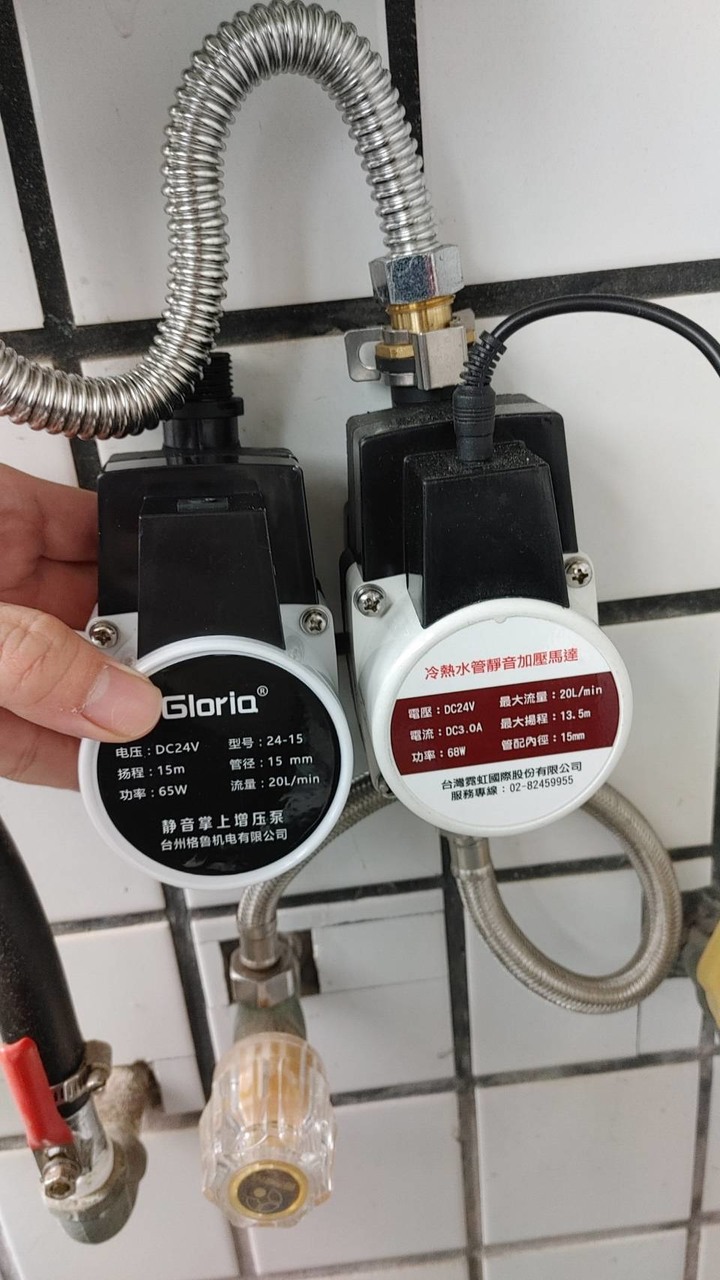 Gloria®
电压：DC24V 型号：24-15
扬程：15m 管径：15 mm
功率：65W 流量：20L/min
静音掌上增压泵
台州格鲁机电有限公司
冷熱水管靜音加壓馬達
電壓：DC24V 最大流量：20L/min
電流：DC3.0A 最大揚程：13.5m
功率：68W 管配內徑：15mm
台灣霓虹國際股份有限公司
服務專線：02-82459955